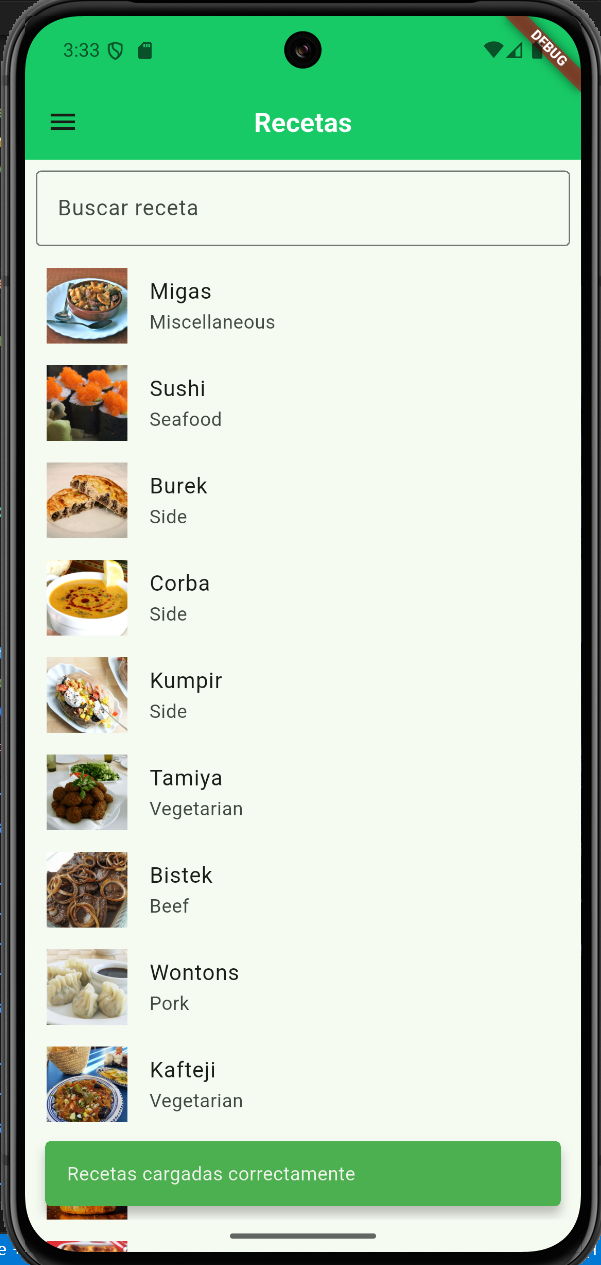 3:33
DEBUG
Recetas
Buscar receta
Migas
Miscellaneous
Sushi
Seafood
Burek
Side
Corba
Side
Kumpir
Side
Tamiya
Vegetarian
Bistek
Beef
Wontons
Pork
Kafteji
Vegetarian
Recetas cargadas correctamente